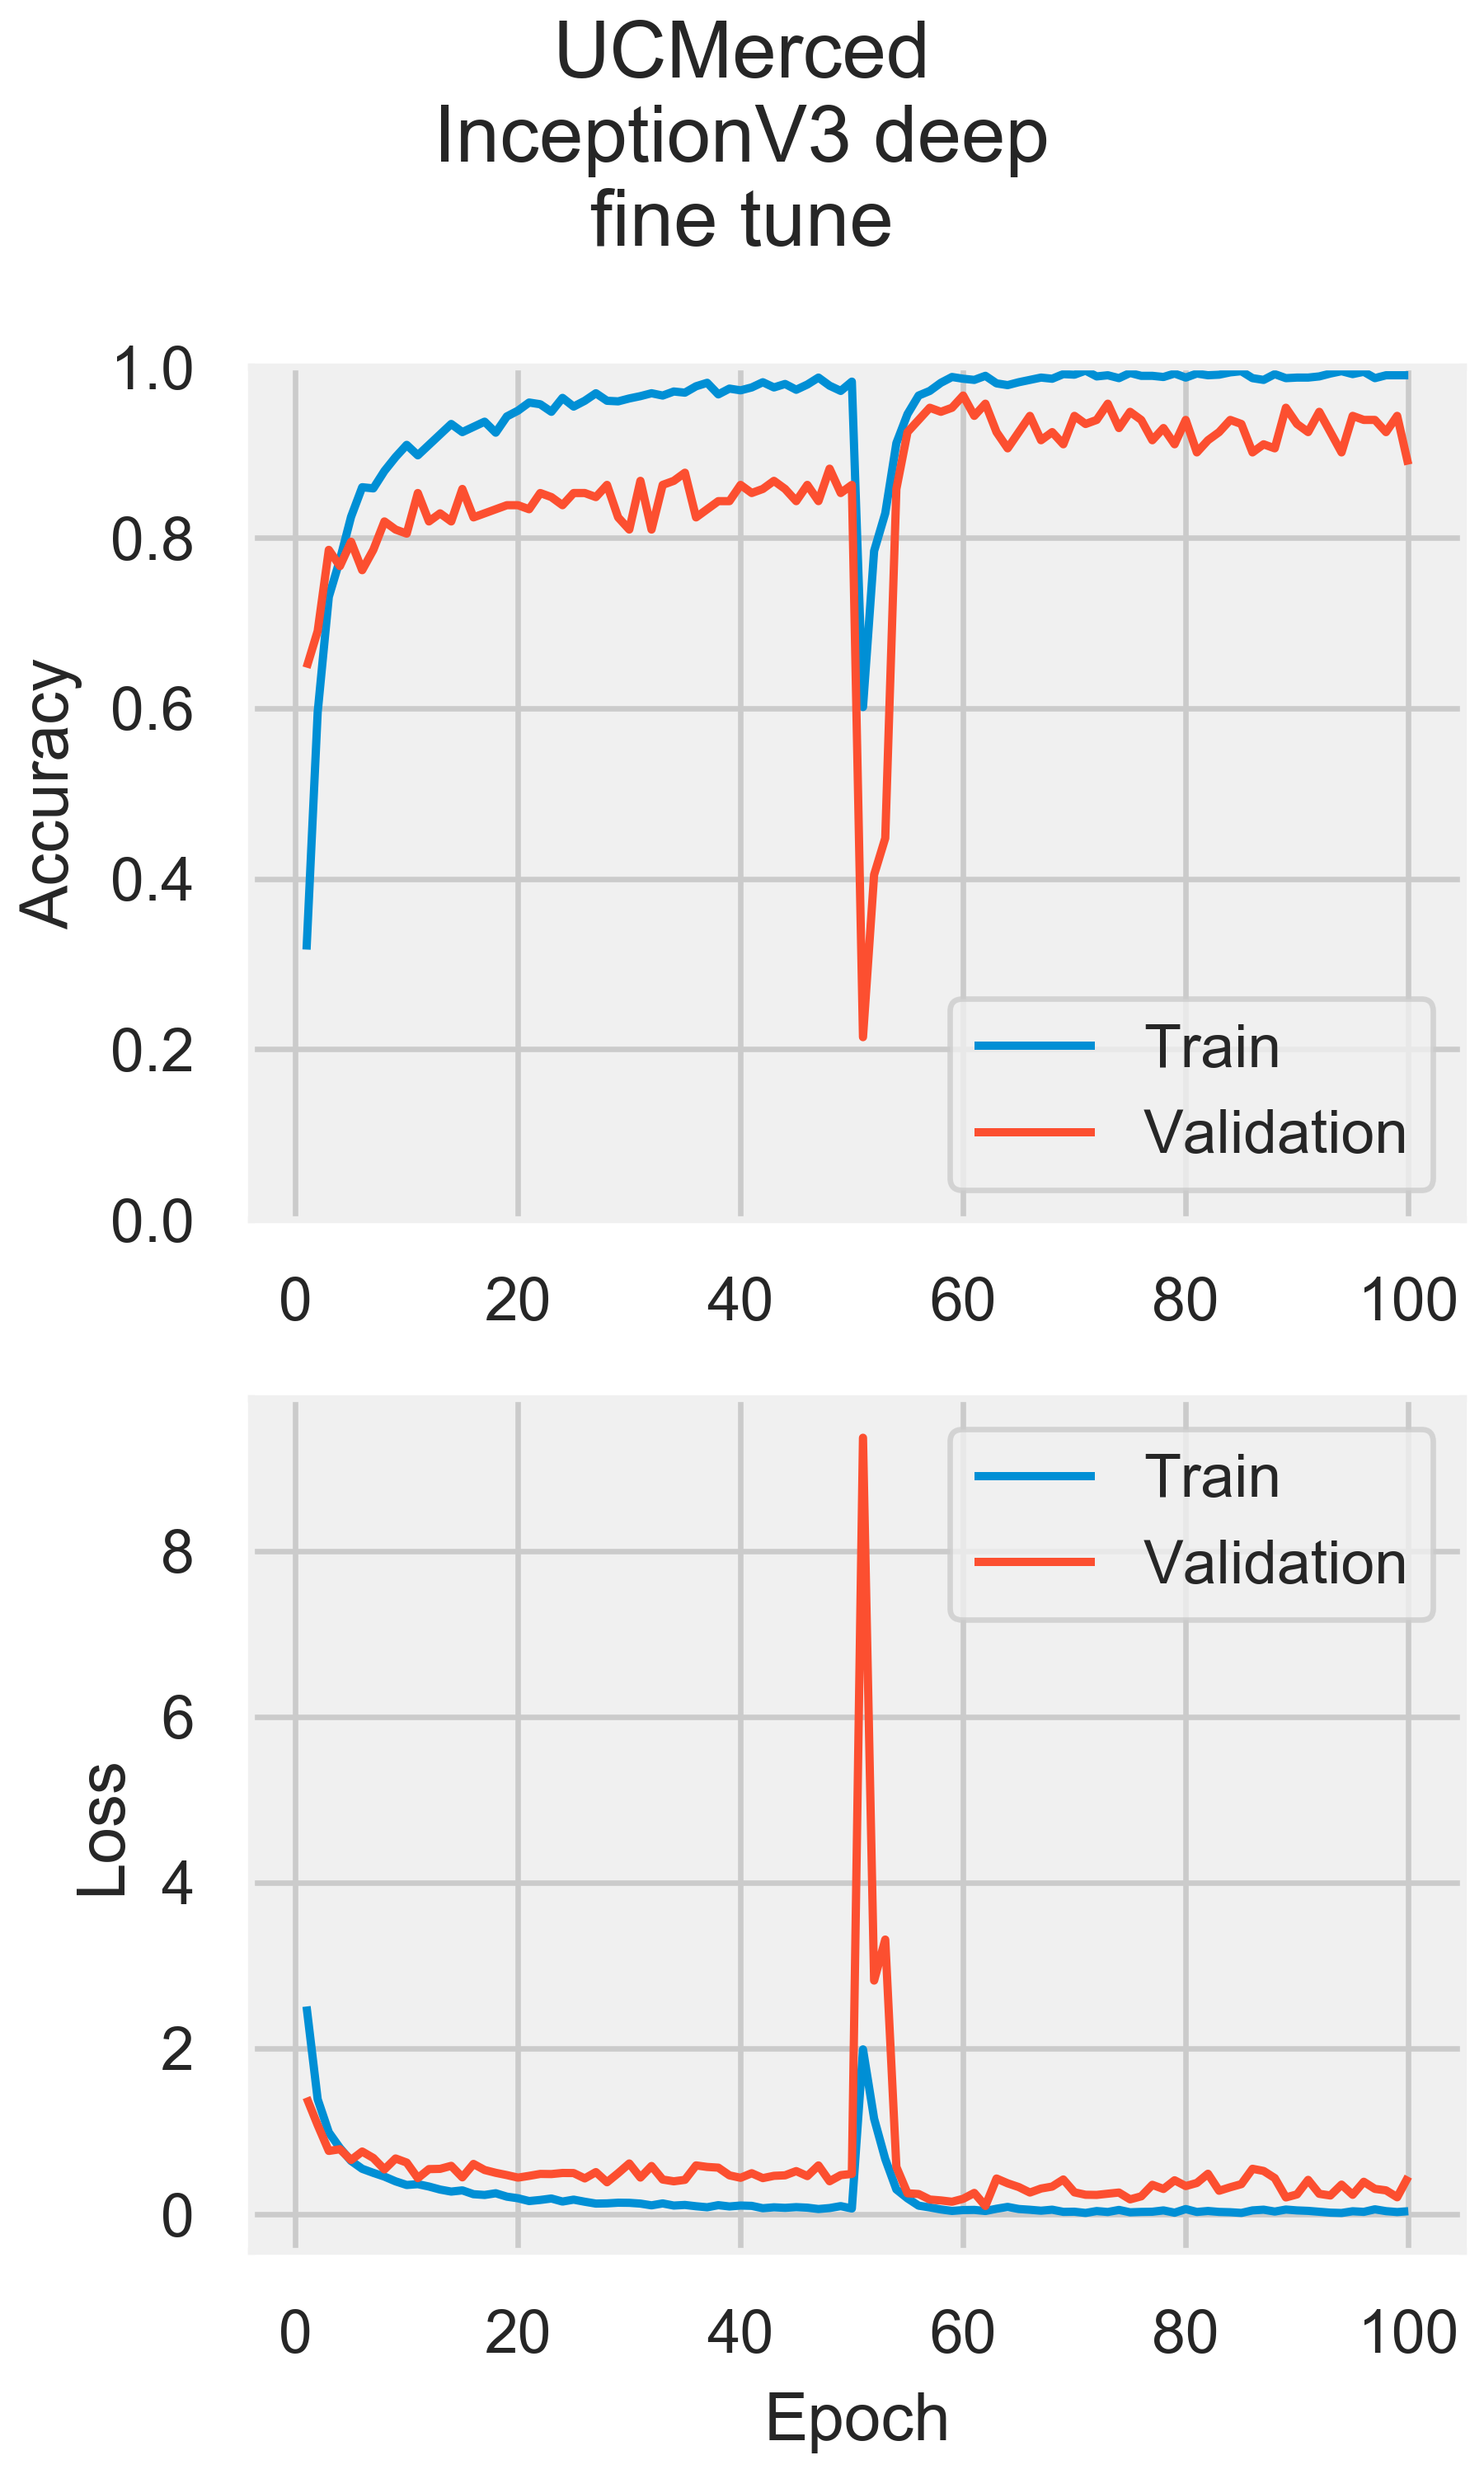 UCMerced
InceptionV3 deep
fine tune
1.0
0.8
0.6
0.4
0.2
0.0
Accuracy
Train
Validation
0 20 40 60 80 100
Train
Validation
8
6
4
2
0
Loss
0 20 40 60 80 100
Epoch